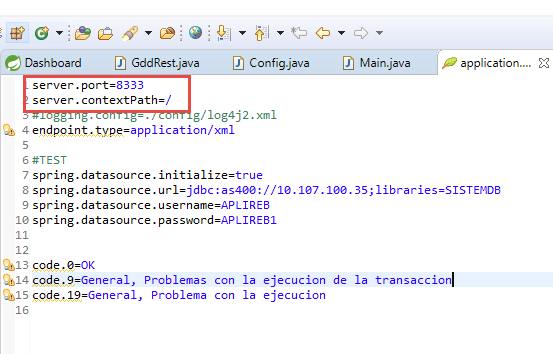 Dashboard GddRest.java Config.java Main.java application....
1 server.port=8333
2 server.contextPath=/
3 #logging.config=./config/log4j2.xml
4 endpoint.type=application/xml
5
6 #TEST
7 spring.datasource.initialize=true
8 spring.datasource.url=jdbc:as400://10.107.100.35;libraries=SISTEMDB
9 spring.datasource.username=APLIREB
10 spring.datasource.password=APLIREB1
11
12
13 code.0=OK
14 code.9=General, Problemas con la ejecucion de la transaccion
15 code.19=General, Problema con la ejecucion
16